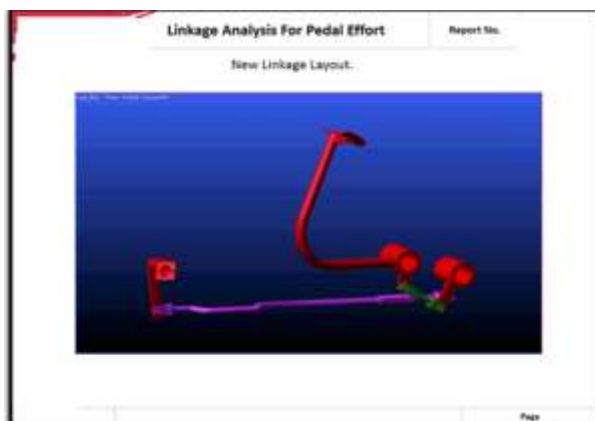 Linkage Analysis For Pedal Effort
Report No.
New Linkage Layout.
Page